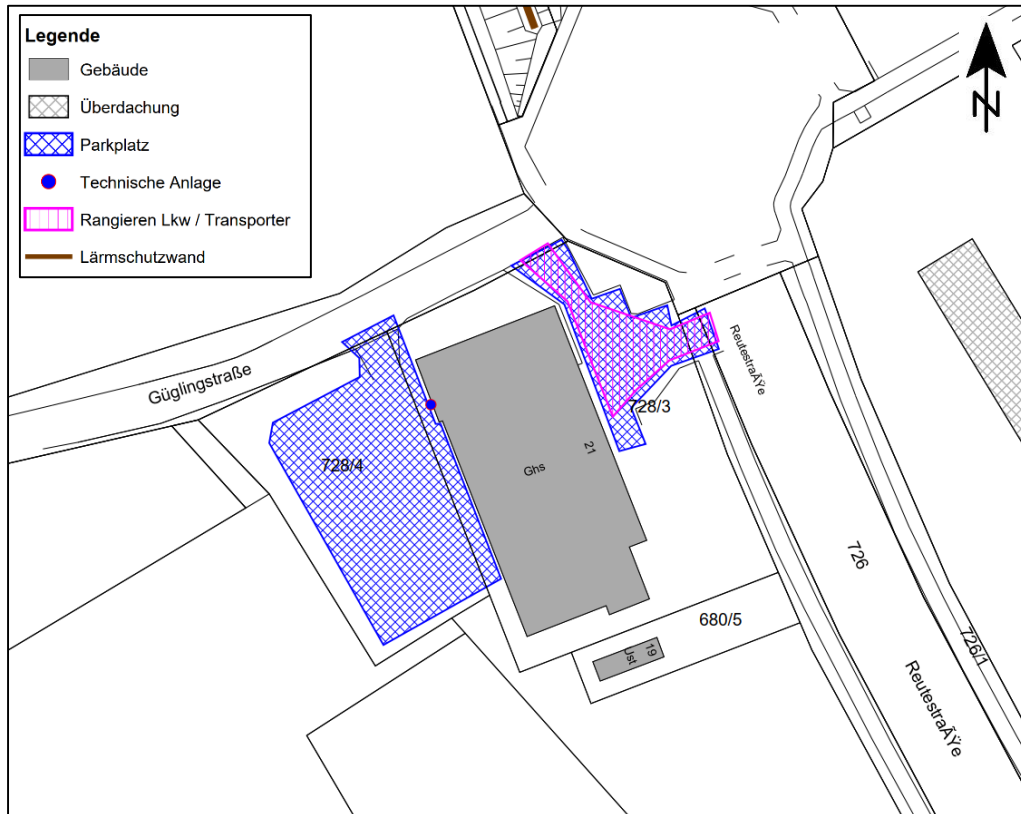 Legende
Gebäude
Überdachung
Parkplatz
Technische Anlage
Rangieren Lkw / Transporter
Lärmschutzwand
N
Güglingstraße
ReutestraÃŸe
728/3
728/4
21
Ghs
726
680/5
19
Ust
726/1
ReutestraÃŸe